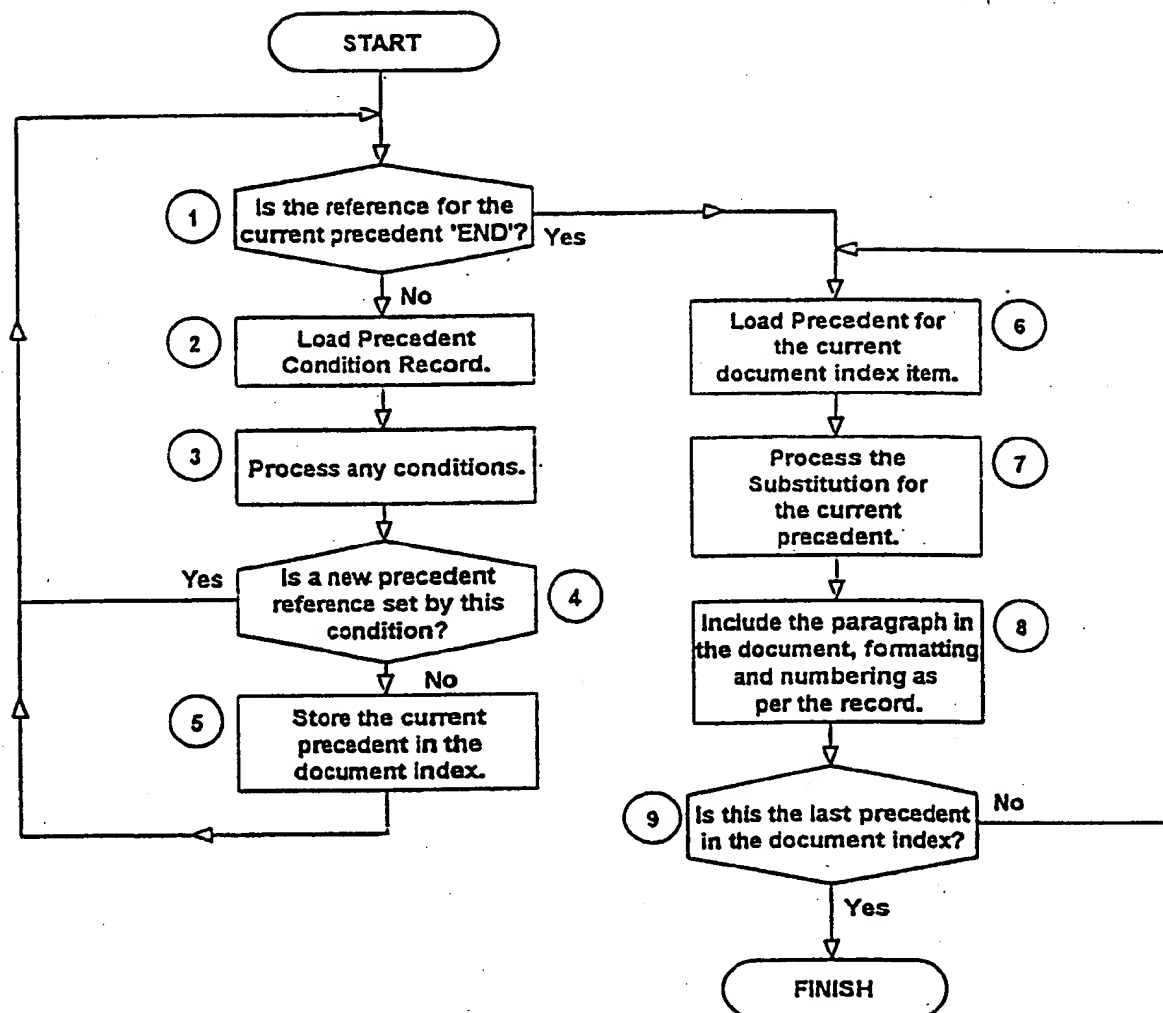 START
1
Is the reference for the
current precedent 'END'?
Yes
No
2
Load Precedent
Condition Record.
3
Process any conditions.
Yes
Is a new precedent
reference set by this
condition?
4
No
5
Store the current
precedent in the
document index.
Load Precedent for
the current
document index item.
6
Process the
Substitution for
the current
precedent.
7
Include the paragraph in
the document, formatting
and numbering as
per the record.
8
9
Is this the last precedent
in the document index?
No
Yes
FINISH